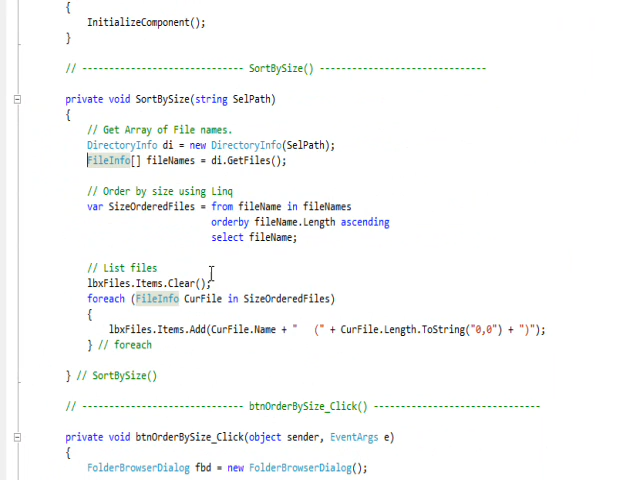 {
InitializeComponent();
}
// ------------------------------ SortBySize() -------------------------------
private void SortBySize(string SelPath)
{
// Get Array of File names.
DirectoryInfo di = new DirectoryInfo(SelPath);
FileInfo[] fileNames = di.GetFiles();
// Order by size using Linq
var SizeOrderedFiles = from fileName in fileNames
orderby fileName.Length ascending
select fileName;
// List files
lbxFiles.Items.Clear();
foreach (FileInfo CurFile in SizeOrderedFiles)
{
lbxFiles.Items.Add(CurFile.Name + "   (" + CurFile.Length.ToString("0,0") + ")");
} // foreach
} // SortBySize()
// ------------------------------ btnOrderBySize_Click() -------------------------------
private void btnOrderBySize_Click(object sender, EventArgs e)
{
FolderBrowserDialog fbd = new FolderBrowserDialog();